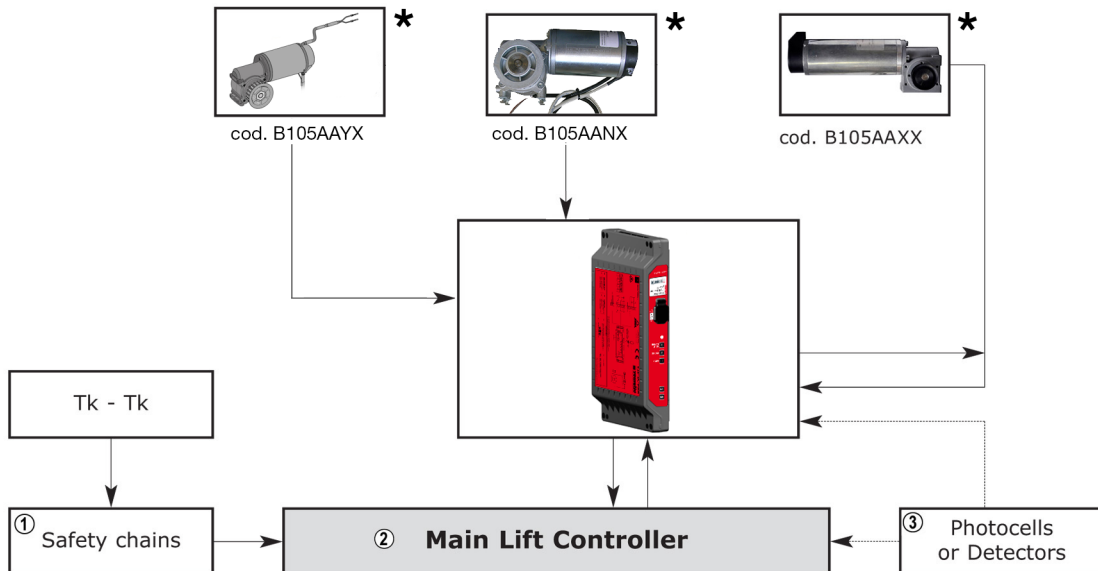 *
*
*
cod. B105AAYX
cod. B105AANX
cod. B105AAXX
Tk - Tk
① Safety chains
② Main Lift Controller
③ Photocells
or Detectors